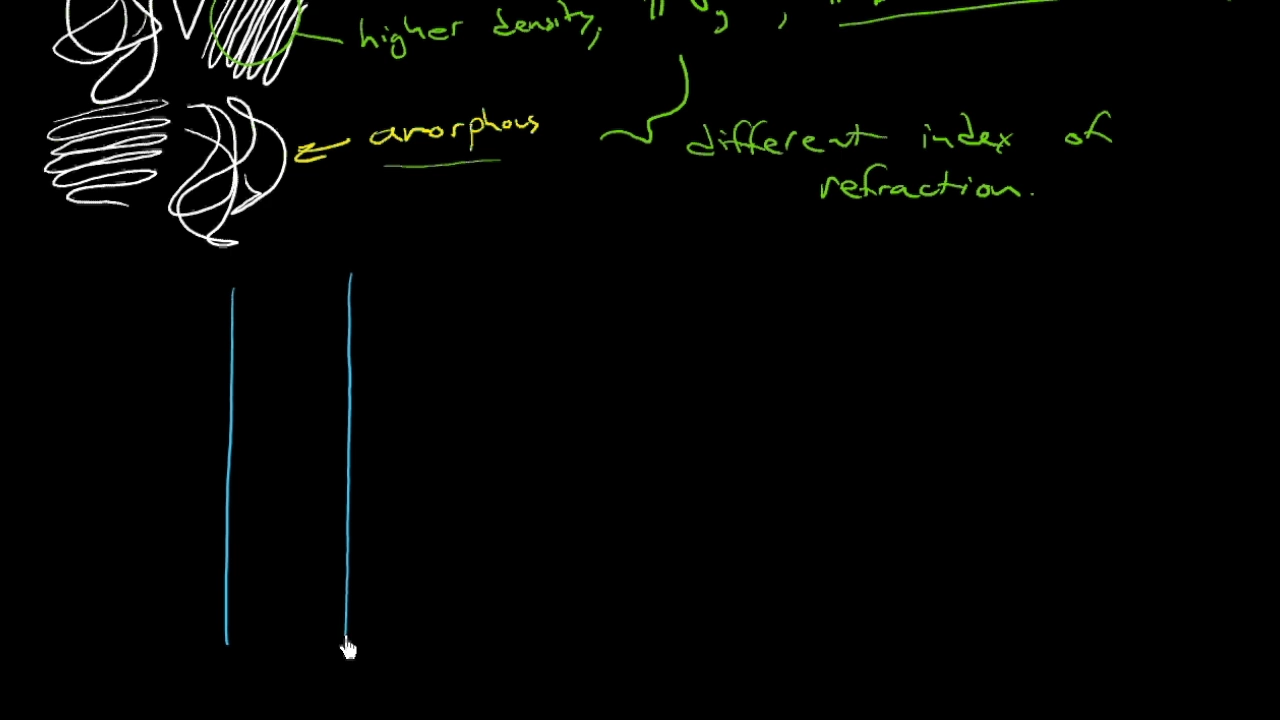 higher density,
amorphous
different index of
refraction.